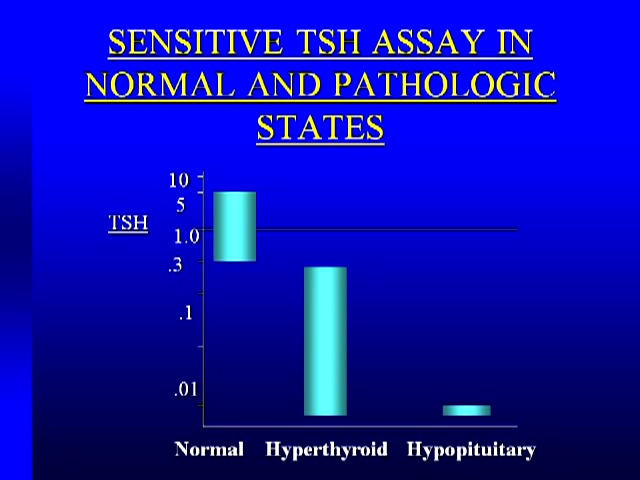 SENSITIVE TSH ASSAY IN
NORMAL AND PATHOLOGIC
STATES
10
5
TSH
1.0
.3
.1
.01
Normal Hyperthyroid Hypopituitary